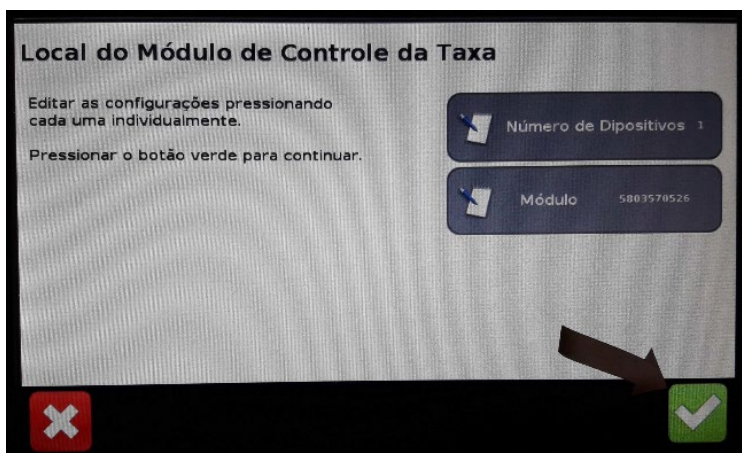 Local do Módulo de Controle da Taxa
Editar as configurações pressionando
cada uma individualmente.
Pressionar o botão verde para continuar.
Número de Dipositivos 1
Módulo 5803570526